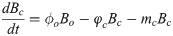 dB_c/dt = ϕ_o B_o − φ_c B_c − m_c B_c